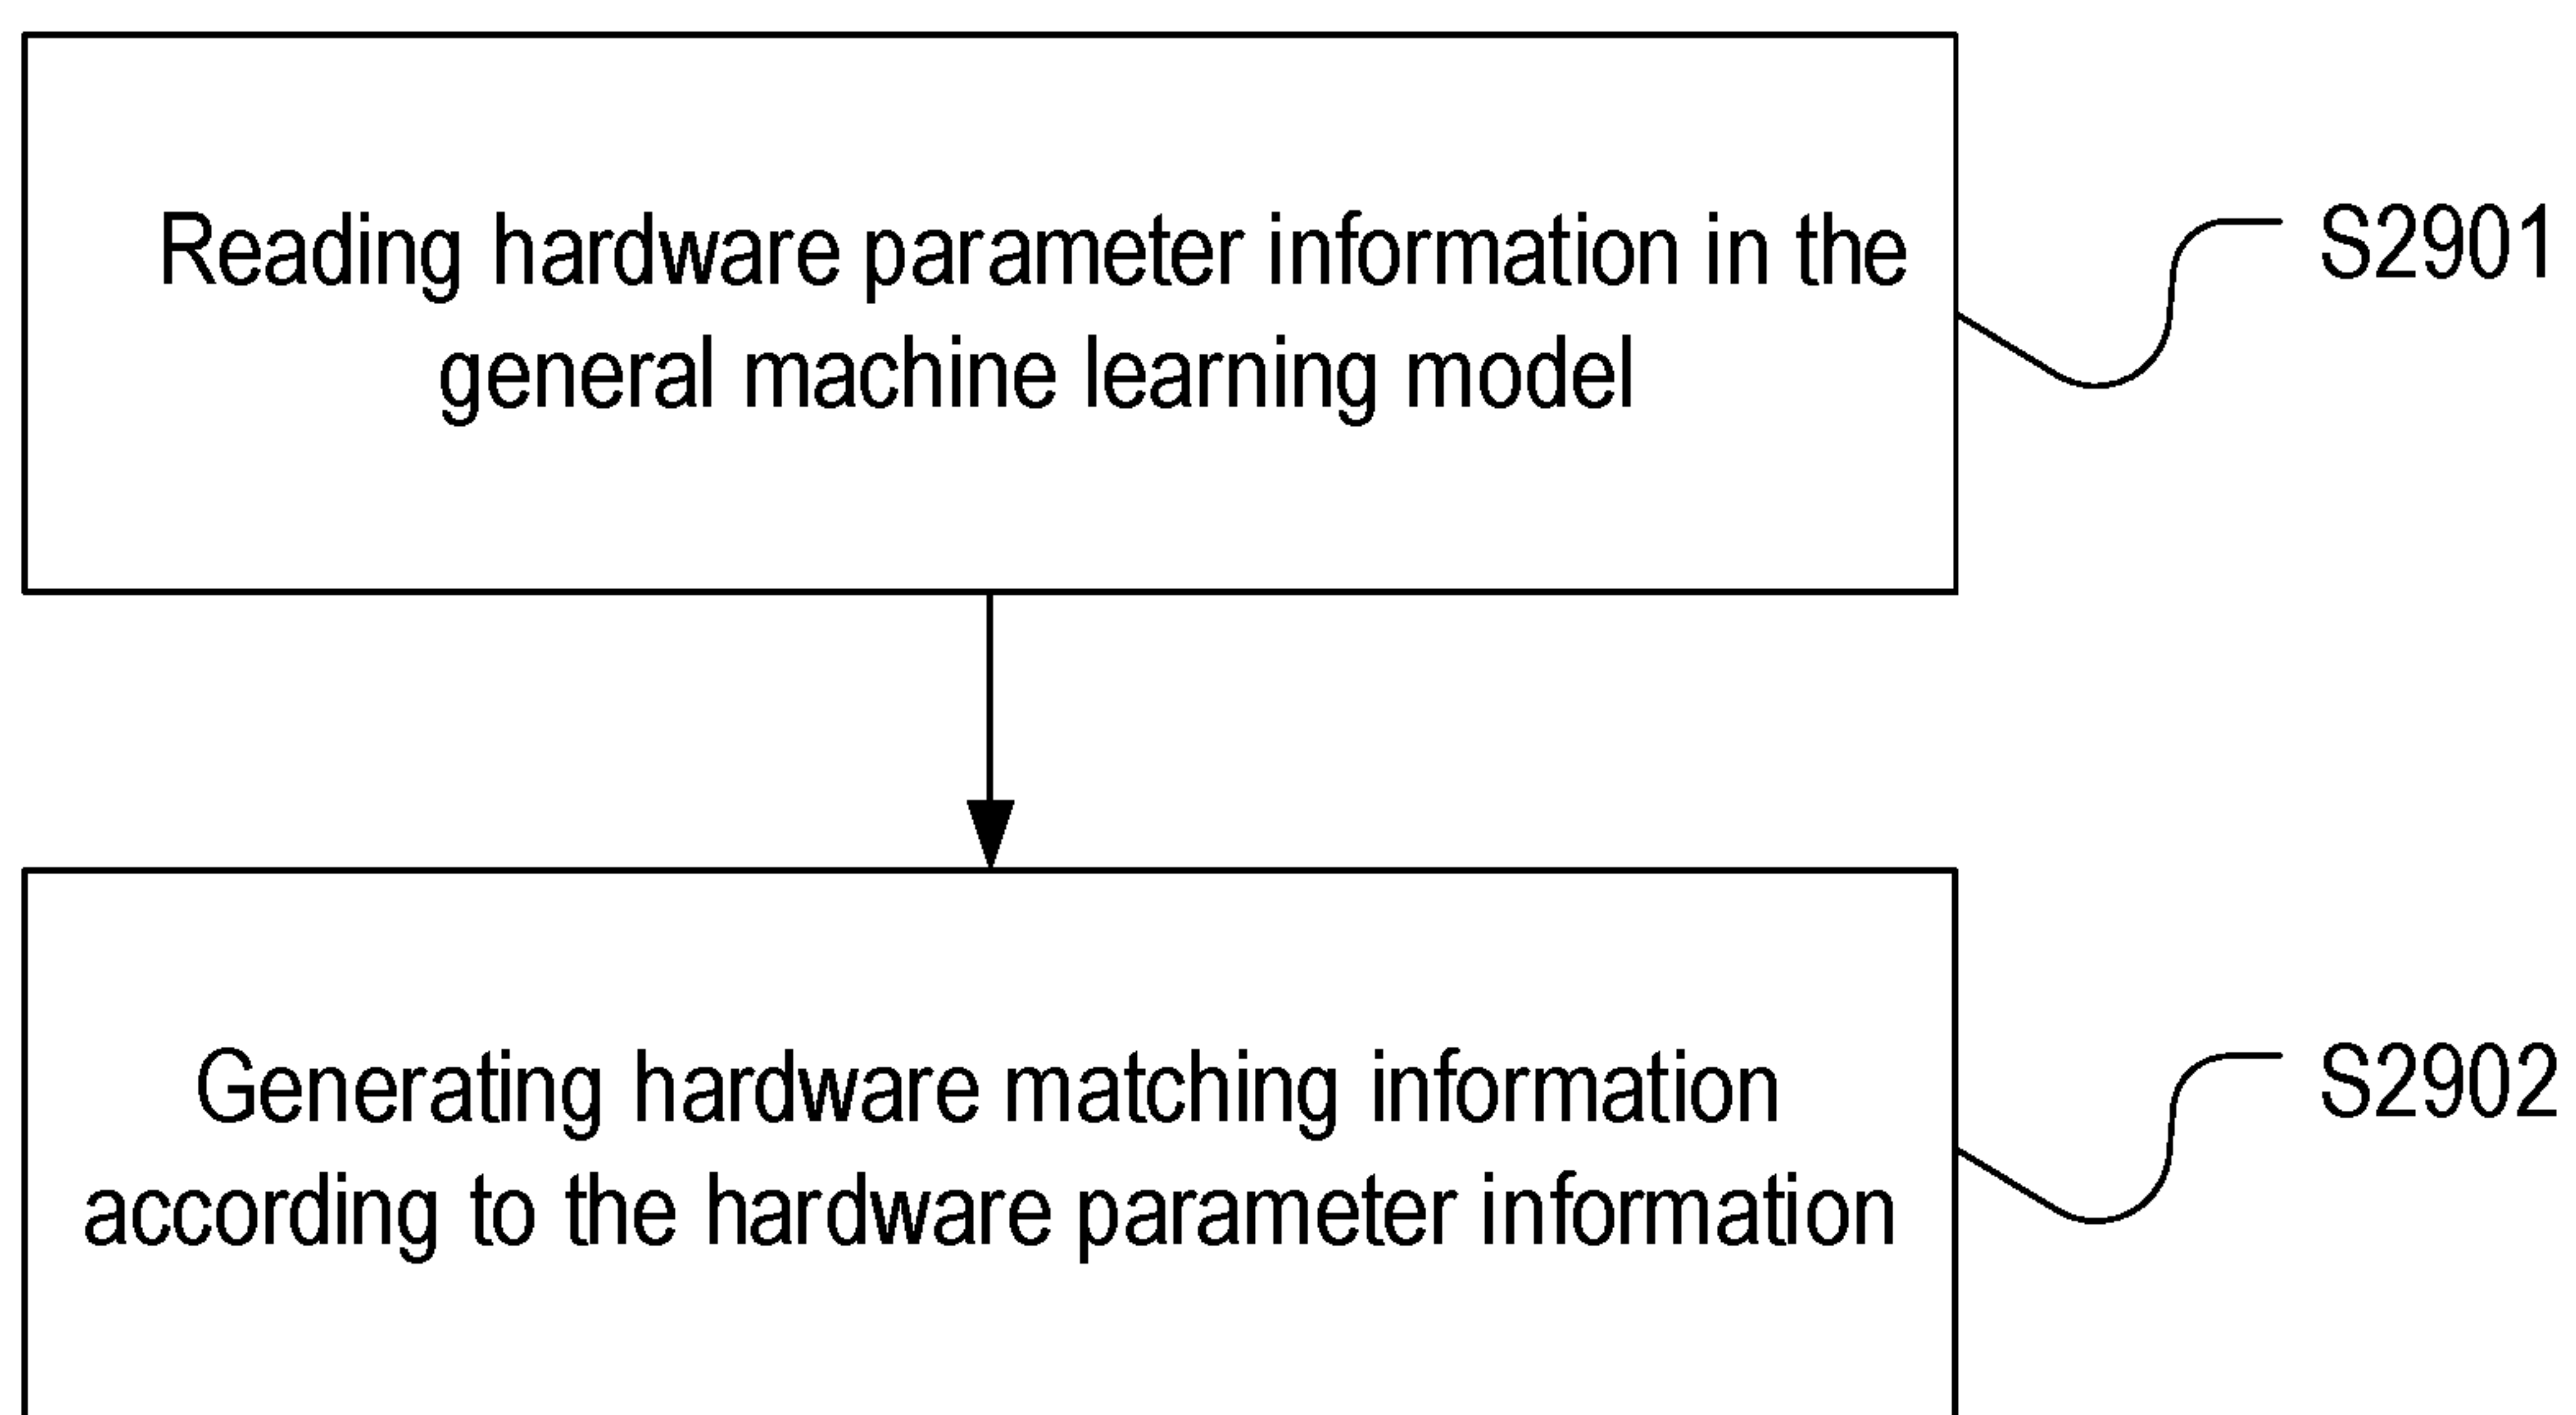 Reading hardware parameter information in the
general machine learning model
S2901
Generating hardware matching information
according to the hardware parameter information
S2902